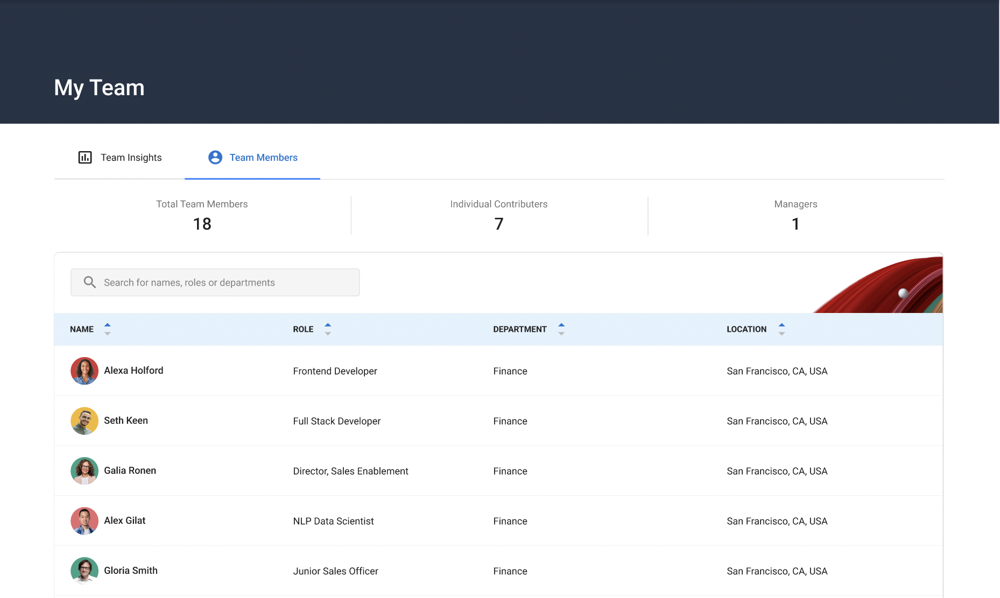 My Team
Team Insights
Team Members
Total Team Members
18
Individual Contributers
7
Managers
1
Search for names, roles or departments
NAME ROLE DEPARTMENT LOCATION
Alexa Holford Frontend Developer Finance San Francisco, CA, USA
Seth Keen Full Stack Developer Finance San Francisco, CA, USA
Galia Ronen Director, Sales Enablement Finance San Francisco, CA, USA
Alex Gilat NLP Data Scientist Finance San Francisco, CA, USA
Gloria Smith Junior Sales Officer Finance San Francisco, CA, USA